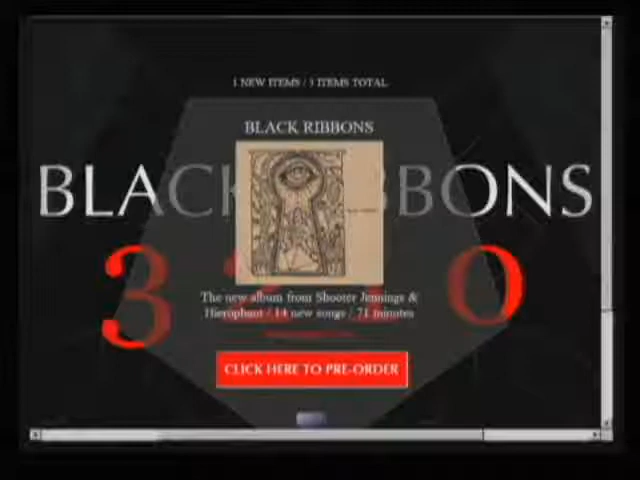 1 NEW ITEMS / 3 ITEMS TOTAL
BLACK RIBBONS
BLACK RIBBONS
The new album from Shooter Jennings &
Hierophant / 14 new songs / 71 minutes
CLICK HERE TO PRE-ORDER